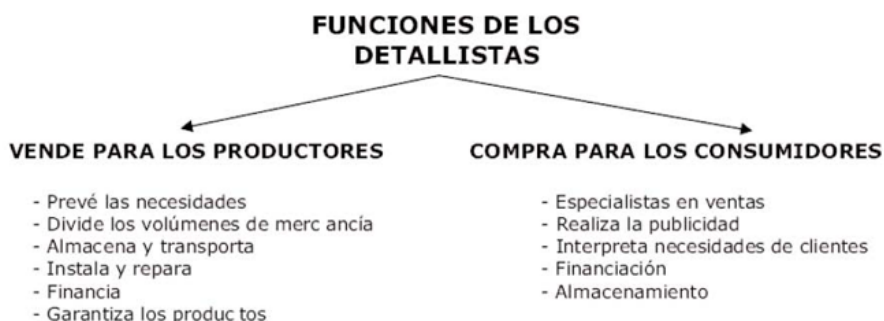 FUNCIONES DE LOS
DETALLISTAS
VENDE PARA LOS PRODUCTORES
- Prevé las necesidades
- Divide los volúmenes de merc ancía
- Almacena y transporta
- Instala y repara
- Financia
- Garantiza los produc tos
COMPRA PARA LOS CONSUMIDORES
- Especialistas en ventas
- Realiza la publicidad
- Interpreta necesidades de clientes
- Financiación
- Almacenamiento